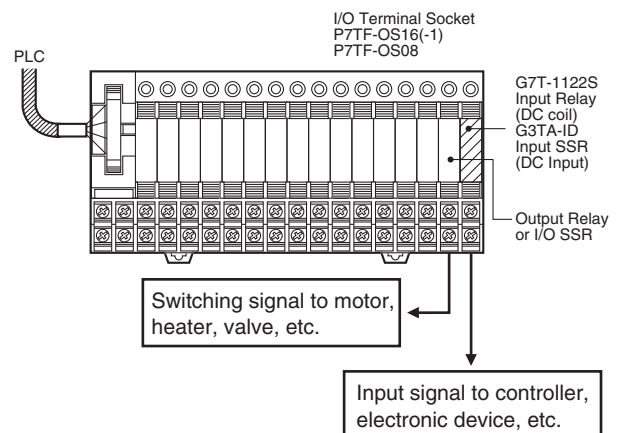 I/O Terminal Socket
P7TF-OS16(-1)
P7TF-OS08
PLC
G7T-1122S
Input Relay
(DC coil)
G3TA-ID
Input SSR
(DC Input)
Output Relay
or I/O SSR
Switching signal to motor,
heater, valve, etc.
Input signal to controller,
electronic device, etc.